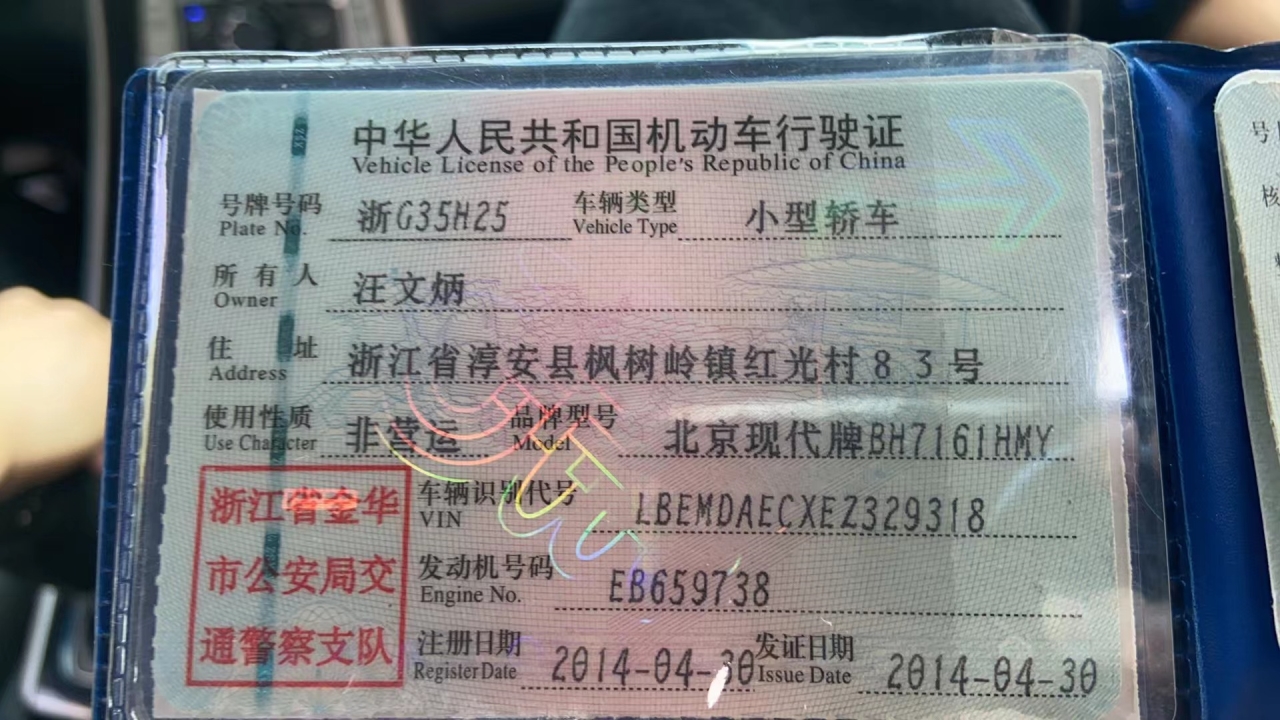 中华人民共和国机动车行驶证
Vehicle License of the People's Republic of China
号牌号码 浙G35H25 车辆类型 小型轿车
Plate No. Vehicle Type
所有人 汪文炳
Owner
住址 浙江省淳安县枫树岭镇红光村83号
Address
使用性质 非营运 品牌型号 北京现代牌BH7161HMY
Use Character Model
浙江省金华
市公安局交
通警察支队
车辆识别代号 LBEMDAECXEZ329318
VIN
发动机号码 EB659738
Engine No.
注册日期 2014-04-30 发证日期 2014-04-30
Register Date Issue Date
号
核